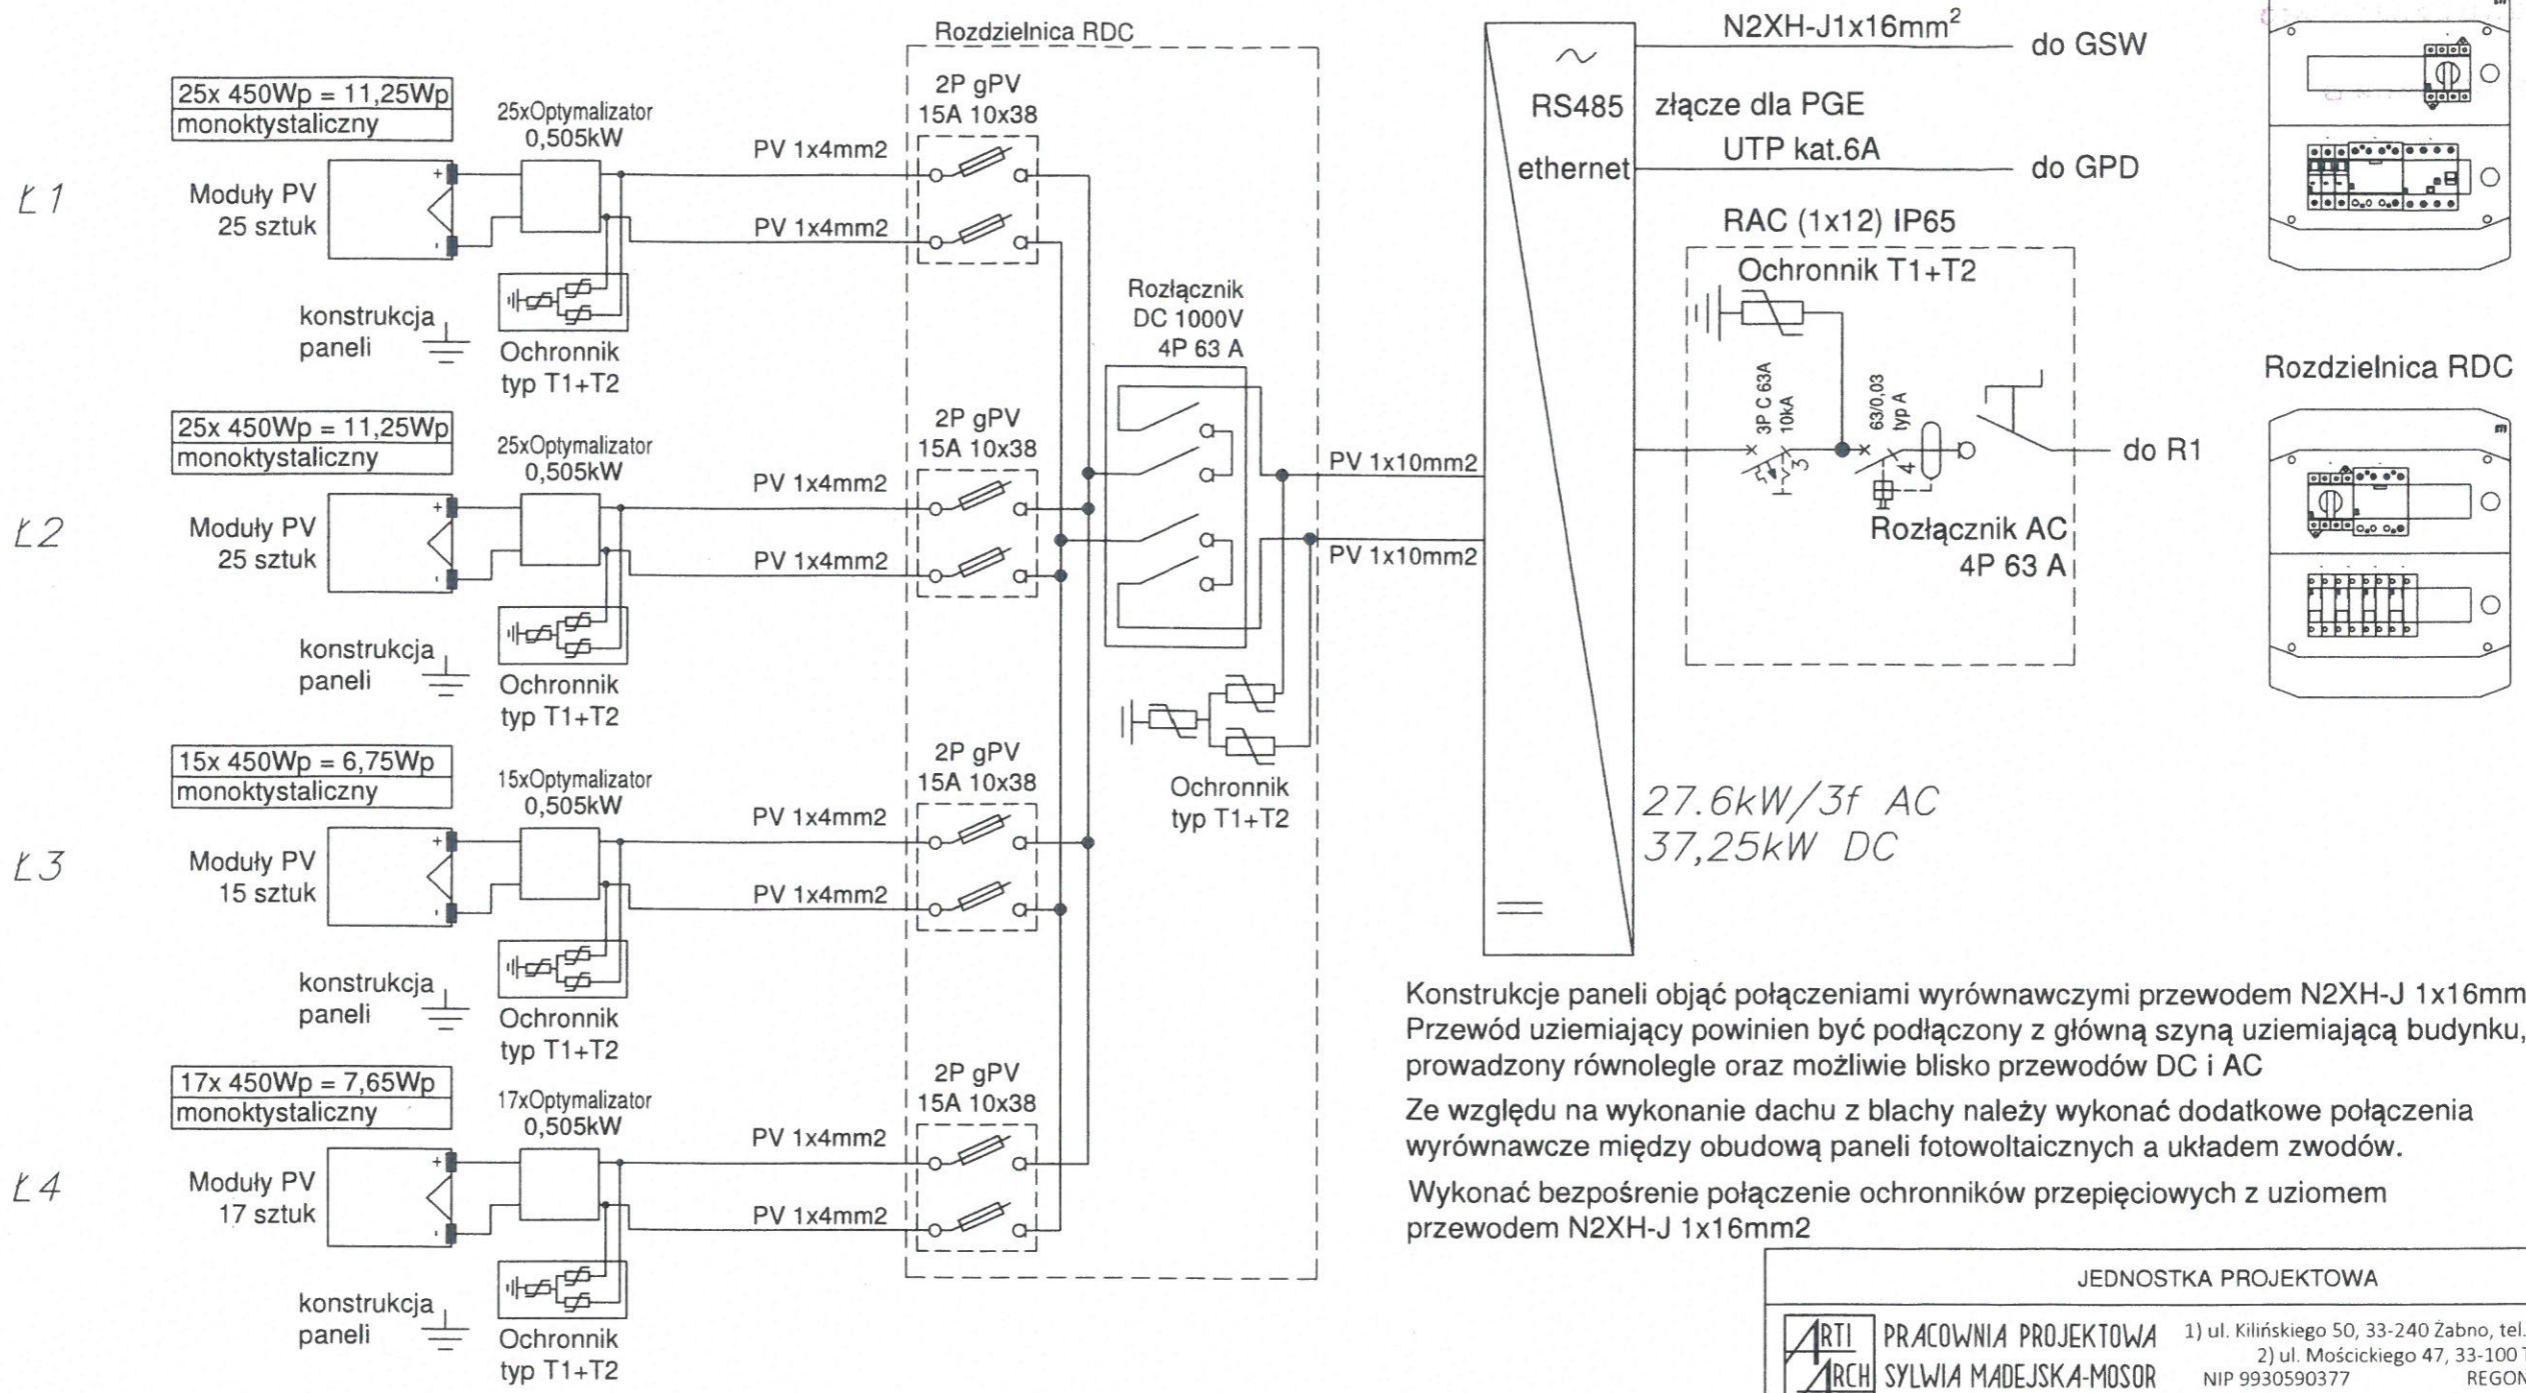 Rozdzielnica RDC
25x 450Wp = 11,25Wp
monoktystaliczny
25xOptymalizator
0,505kW
2P gPV
15A 10x38
PV 1x4mm2
PV 1x4mm2
Ł1
Moduły PV
25 sztuk
+
-
konstrukcja
paneli
Ochronnik
typ T1+T2
25x 450Wp = 11,25Wp
monoktystaliczny
25xOptymalizator
0,505kW
2P gPV
15A 10x38
PV 1x4mm2
PV 1x4mm2
Ł2
Moduły PV
25 sztuk
+
-
konstrukcja
paneli
Ochronnik
typ T1+T2
15x 450Wp = 6,75Wp
monoktystaliczny
15xOptymalizator
0,505kW
2P gPV
15A 10x38
PV 1x4mm2
PV 1x4mm2
Ł3
Moduły PV
15 sztuk
+
-
konstrukcja
paneli
Ochronnik
typ T1+T2
17x 450Wp = 7,65Wp
monoktystaliczny
17xOptymalizator
0,505kW
2P gPV
15A 10x38
PV 1x4mm2
PV 1x4mm2
Ł4
Moduły PV
17 sztuk
+
-
konstrukcja
paneli
Ochronnik
typ T1+T2
Rozłącznik
DC 1000V
4P 63 A
PV 1x10mm2
PV 1x10mm2
Ochronnik
typ T1+T2
N2XH-J1x16mm²
do GSW
RS485
złącze dla PGE
UTP kat.6A
ethernet
do GPD
RAC (1x12) IP65
Ochronnik T1+T2
3P C 63A
10kA
3
63/0,03
typ A
4
do R1
Rozłącznik AC
4P 63 A
27.6kW/3f AC
37,25kW DC
Rozdzielnica RDC
Konstrukcje paneli objąć połączeniami wyrównawczymi przewodem N2XH-J 1x16mm
Przewód uziemiający powinien być podłączony z główną szyną uziemiającą budynku,
prowadzony równolegle oraz możliwie blisko przewodów DC i AC
Ze względu na wykonanie dachu z blachy należy wykonać dodatkowe połączenia
wyrównawcze między obudową paneli fotowoltaicznych a układem zwodów.
Wykonać bezpośrenie połączenie ochronników przepięciowych z uziomem
przewodem N2XH-J 1x16mm2
JEDNOSTKA PROJEKTOWA
ARTI
ARCH
PRACOWNIA PROJEKTOWA
SYLWIA MADEJSKA-MOSOR
1) ul. Kilińskiego 50, 33-240 Żabno, tel.
2) ul. Mościckiego 47, 33-100
NIP 9930590377 REGON